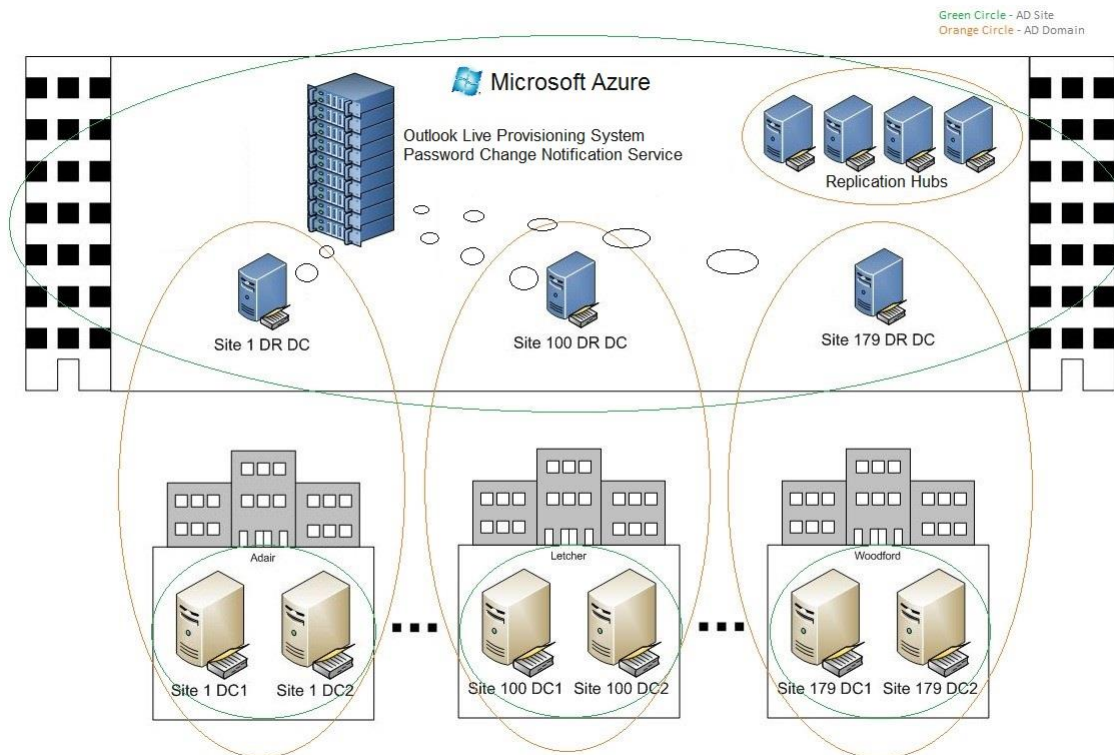 Green Circle - AD Site
Orange Circle - AD Domain
Microsoft Azure
Outlook Live Provisioning System
Password Change Notification Service
Replication Hubs
Site 1 DR DC
Site 100 DR DC
Site 179 DR DC
Adair
Letcher
Woodford
Site 1 DC1
Site 1 DC2
Site 100 DC1
Site 100 DC2
Site 179 DC1
Site 179 DC2